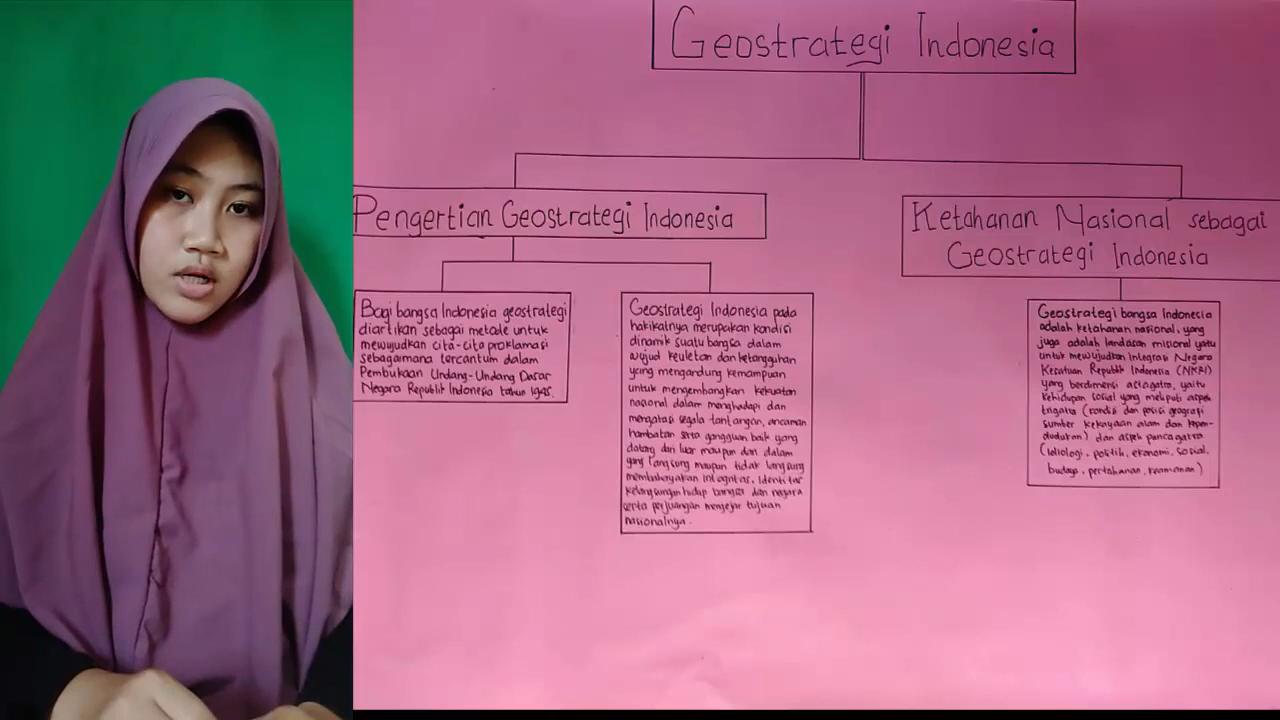 Geostrategi Indonesia
Pengertian Geostrategi Indonesia
Bagi bangsa Indonesia geostrategi
diartikan sebagai metode untuk
mewujudkan cita-cita proklamasi
sebagaimana tercantum dalam
Pembukaan Undang-Undang Dasar
Negara Republik Indonesia tahun 1945.
Geostrategi Indonesia pada
hakikatnya merupakan kondisi
dinamik suatu bangsa dalam
wujud keuletan dan ketangguhan
yang mengandung kemampuan
untuk mengembangkan kekuatan
nasional dalam menghadapi dan
mengatasi segala tantangan, ancaman
hambatan serta gangguan baik yang
datang dari luar maupun dari dalam
yang langsung maupun tidak langsung
membahayakan integritas, identitas
kelangsungan hidup bangsa dan negara
serta perjuangan mengejar tujuan
nasionalnya.
Ketahanan Nasional sebagai
Geostrategi Indonesia
Geostrategi bangsa Indonesia
adalah ketahanan nasional, yang
juga adalah landasan misional yaitu
untuk mewujudkan Integrasi Negara
Kesatuan Republik Indonesia (NKRI)
yang berdimensi astagatra, yaitu
kehidupan sosial yang meliputi aspek
trigatra (kondisi dan posisi geografi
sumber kekayaan alam dan kepen-
dudukan) dan aspek pancagatra
politik, ekonomi, sosial,
budaya, pertahanan, keamanan)